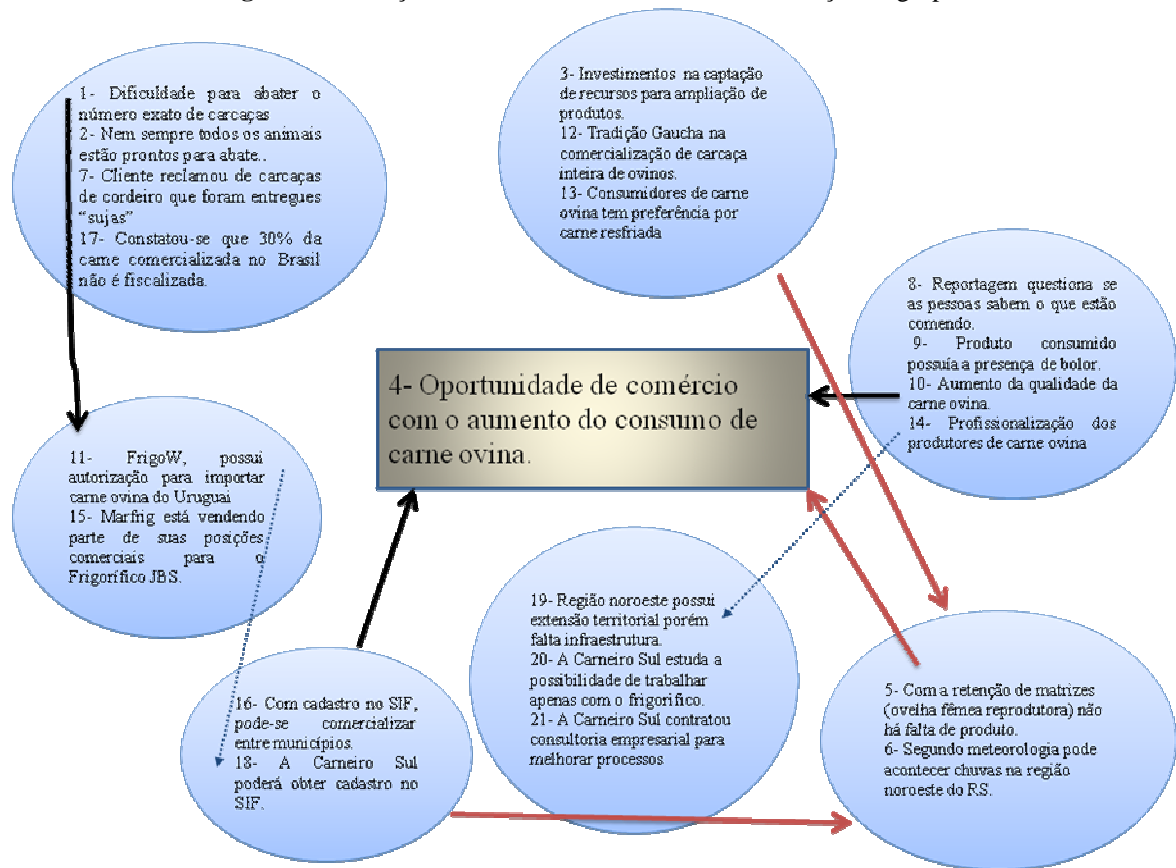 1- Dificuldade para abater o
número exato de carcaças
2- Nem sempre todos os animais
estão prontos para abate..
7- Cliente reclamou de carcaças
de cordeiro que foram entregues
“sujas”
17- Constatou-se que 30% da
carne comercializada no Brasil
não é fiscalizada.
3- Investimentos na captação
de recursos para ampliação de
produtos.
12- Tradição Gaucha na
comercialização de carcaça
inteira de ovinos.
13- Consumidores de carne
ovina tem preferência por
carne resfriada
8- Reportagem questiona se
as pessoas sabem o que estão
comendo.
9- Produto consumido
possuía a presença de bolor.
10- Aumento da qualidade da
carne ovina.
14- Profissionalização dos
produtores de carne ovina
4- Oportunidade de comércio
com o aumento do consumo de
carne ovina.
11- FrigoW, possui
autorização para importar
carne ovina do Uruguai
15- Marfrig está vendendo
parte de suas posições
comerciais para o
Frigorífico JBS.
19- Região noroeste possui
extensão territorial porém
falta infraestrutura.
20- A Carneiro Sul estuda a
possibilidade de trabalhar
apenas com o frigorifico.
21- A Carneiro Sul contratou
consultoria empresarial para
melhorar processos
16- Com cadastro no SIF,
pode-se comercializar
entre municípios.
18- A Carneiro Sul
poderá obter cadastro no
SIF.
5- Com a retenção de matrizes
(ovelha fêmea reprodutora) não
há falta de produto.
6- Segundo meteorologia pode
acontecer chuvas na região
noroeste do RS.